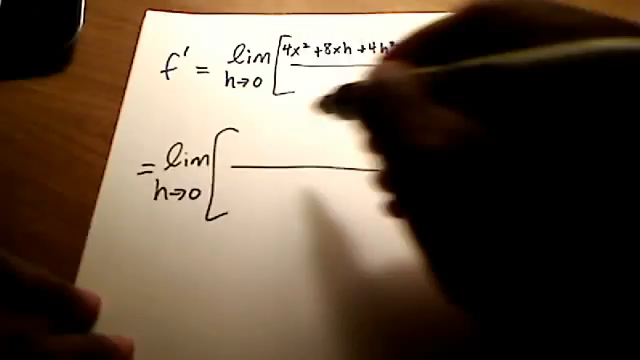 f' = lim h→0 [4x² + 8xh + 4h²
= lim h→0 [